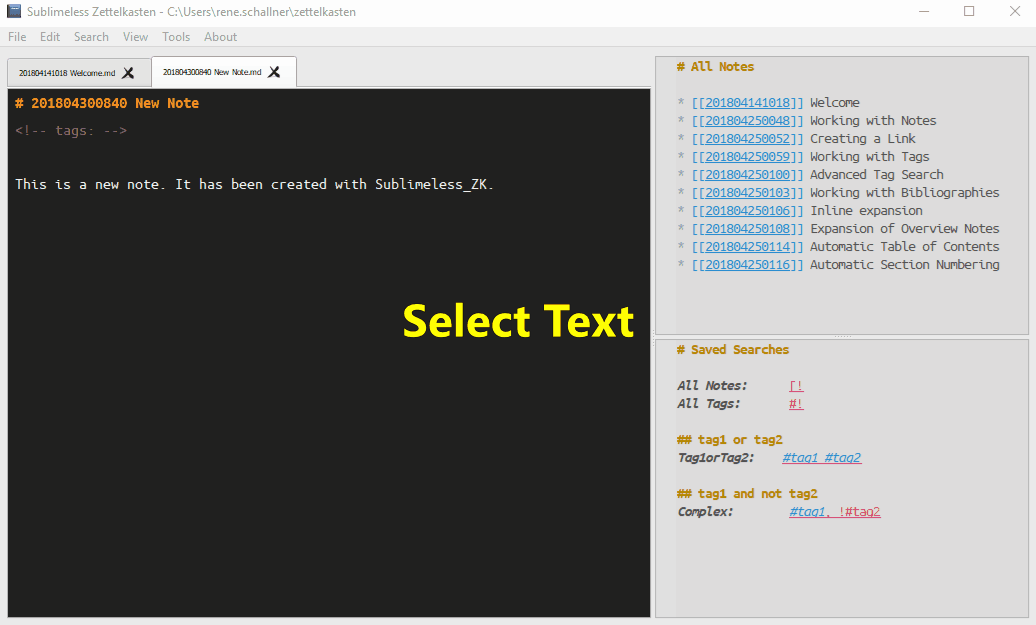 Sublimeless Zettelkasten - C:\Users\rene.schallner\zettelkasten
File Edit Search View Tools About
201804141018 Welcome.md
201804300840 New Note.md
# 201804300840 New Note
<!-- tags: -->
This is a new note. It has been created with Sublimeless_ZK.
Select Text
# All Notes
* [[201804141018]] Welcome
* [[201804250048]] Working with Notes
* [[201804250052]] Creating a Link
* [[201804250059]] Working with Tags
* [[201804250100]] Advanced Tag Search
* [[201804250103]] Working with Bibliographies
* [[201804250106]] Inline expansion
* [[201804250108]] Expansion of Overview Notes
* [[201804250114]] Automatic Table of Contents
* [[201804250116]] Automatic Section Numbering
# Saved Searches
All Notes: [!
All Tags: #!
## tag1 or tag2
Tag1orTag2: #tag1 #tag2
## tag1 and not tag2
Complex: #tag1, !#tag2